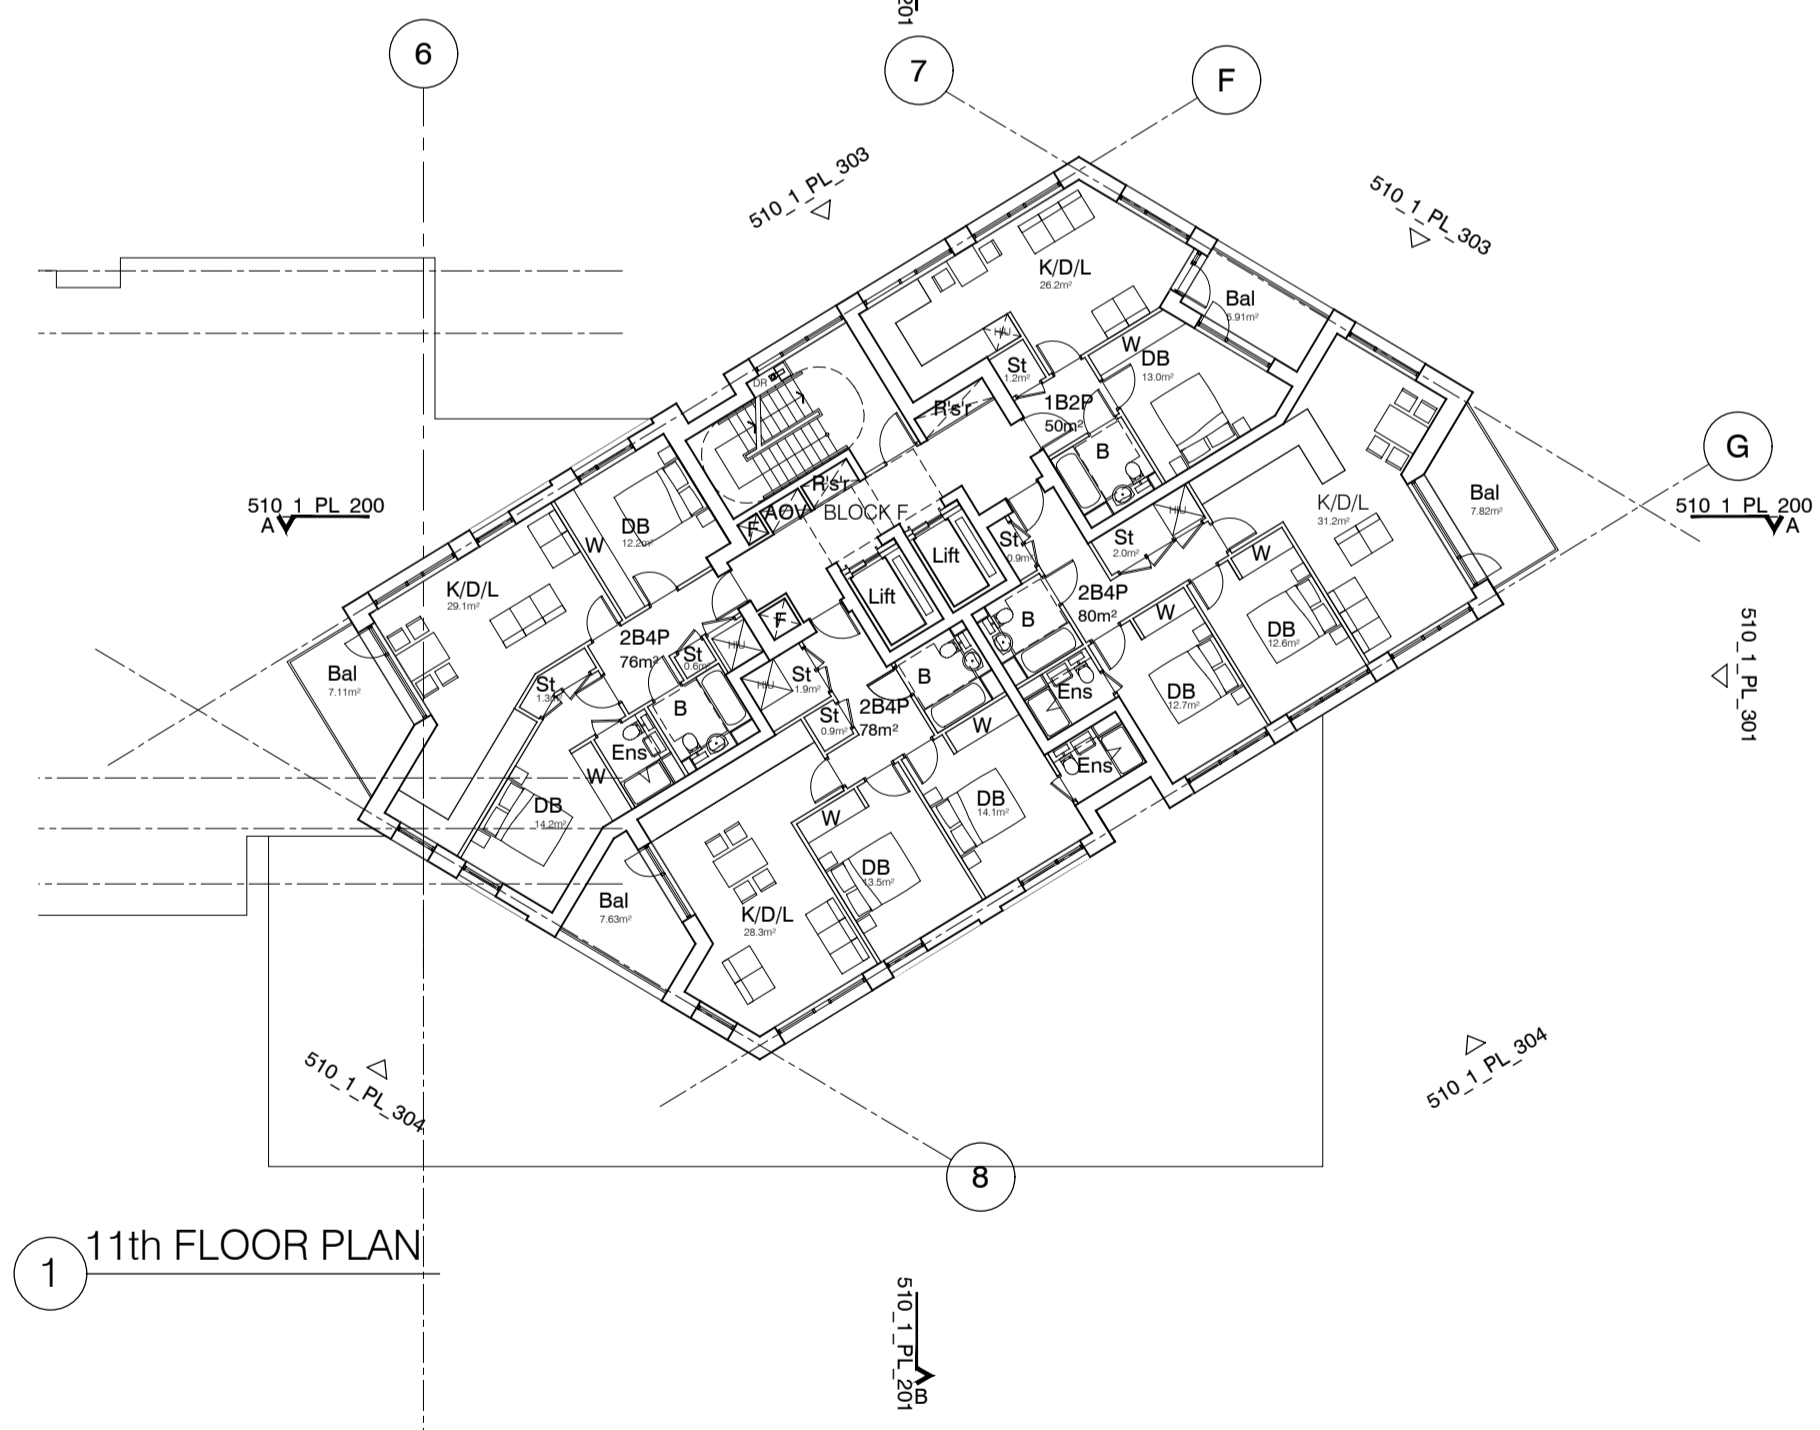 201
6
7
F
510_1_PL_303
510_1_PL_303
K/D/L
26.2m²
Bal
5.91m²
W
DB
13.0m²
HIU
St
1.2m²
DR
R's'r
1B2P
50m²
B
G
510_1_PL_200
A
510_1_PL_200
A
K/D/L
31.2m²
Bal
7.82m²
R's'r
AOV
BLOCK F
F
DB
12.2m²
W
HIU
St
2.0m²
St
0.9m²
Lift
Lift
W
K/D/L
29.1m²
2B4P
80m²
W
B
F
DB
12.6m²
2B4P
76m²
HIU
St
0.6m²
Bal
7.11m²
St
B
HIU
St
1.9m²
B
Ens
DB
12.7m²
510_1_PL_301
St
0.9m²
2B4P
78m²
W
Ens
W
Ens
DB
14.2m²
W
DB
14.1m²
DB
13.5m²
Bal
7.63m²
K/D/L
28.3m²
510_1_PL_304
510_1_PL_304
8
1
11th FLOOR PLAN
510_1_PL_201
B